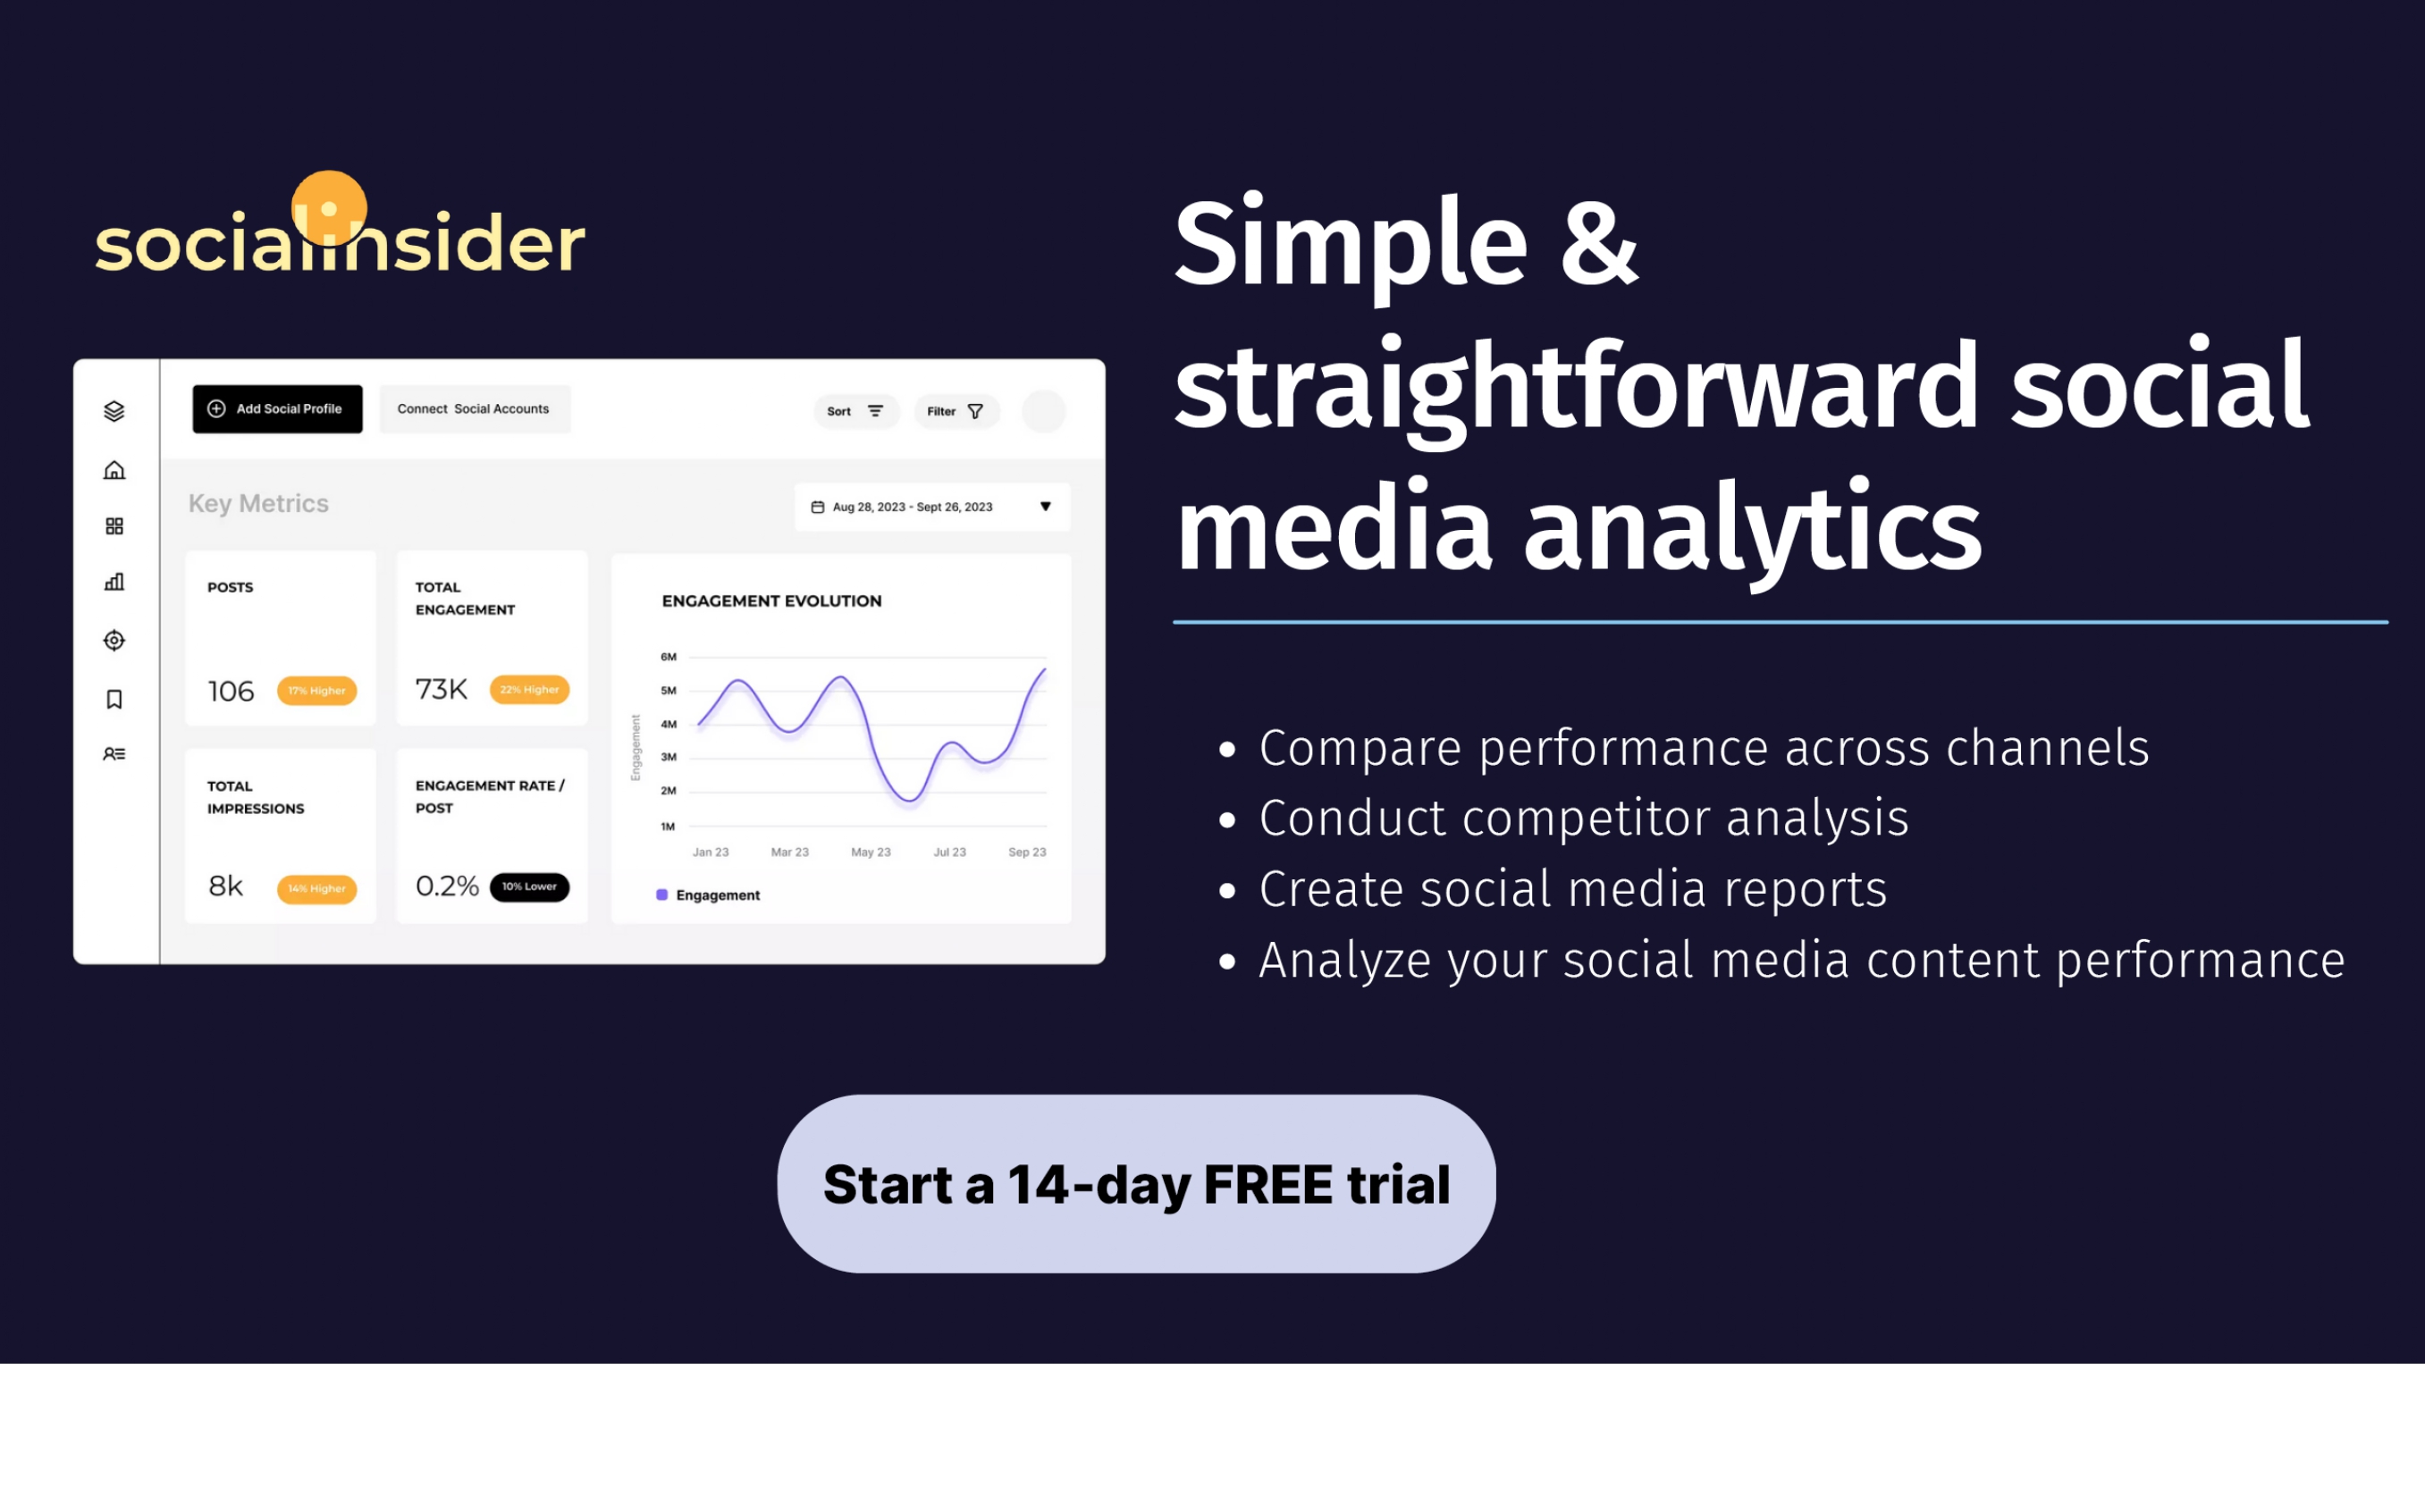 socialinsider
Simple &
straightforward social
media analytics
Add Social Profile
Connect Social Accounts
Sort
Filter
Key Metrics
Aug 28, 2023 - Sept 26, 2023
POSTS
106
17% Higher
TOTAL
ENGAGEMENT
73K
22% Higher
TOTAL
IMPRESSIONS
8k
14% Higher
ENGAGEMENT RATE /
POST
0.2%
10% Lower
ENGAGEMENT EVOLUTION
Engagement
6M
5M
4M
3M
2M
1M
Jan 23 Mar 23 May 23 Jul 23 Sep 23
Engagement
• Compare performance across channels
• Conduct competitor analysis
• Create social media reports
• Analyze your social media content performance
Start a 14-day FREE trial